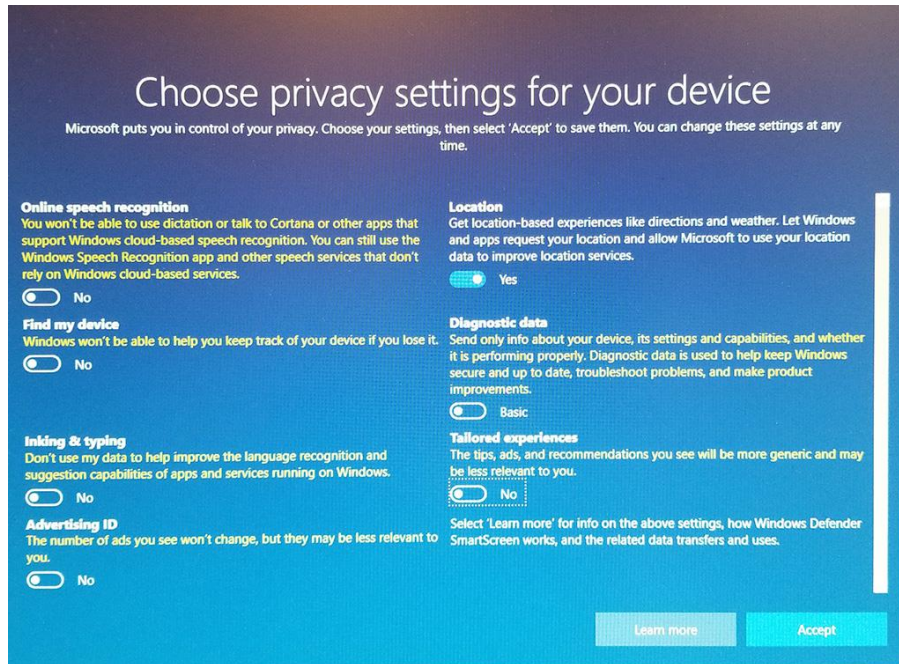 Choose privacy settings for your device
Microsoft puts you in control of your privacy. Choose your settings, then select 'Accept' to save them. You can change these settings at any
time.
Online speech recognition
You won't be able to use dictation or talk to Cortana or other apps that
support Windows cloud-based speech recognition. You can still use the
Windows Speech Recognition app and other speech services that don't
rely on Windows cloud-based services.
No
Find my device
Windows won't be able to help you keep track of your device if you lose it.
No
Inking & typing
Don't use my data to help improve the language recognition and
suggestion capabilities of apps and services running on Windows.
No
Advertising ID
The number of ads you see won't change, but they may be less relevant to
you.
No
Location
Get location-based experiences like directions and weather. Let Windows
and apps request your location and allow Microsoft to use your location
data to improve location services.
Yes
Diagnostic data
Send only info about your device, its settings and capabilities, and whether
it is performing properly. Diagnostic data is used to help keep Windows
secure and up to date, troubleshoot problems, and make product
improvements.
Basic
Tailored experiences
The tips, ads, and recommendations you see will be more generic and may
be less relevant to you.
No
Select 'Learn more' for info on the above settings, how Windows Defender
SmartScreen works, and the related data transfers and uses.
Learn more
Accept